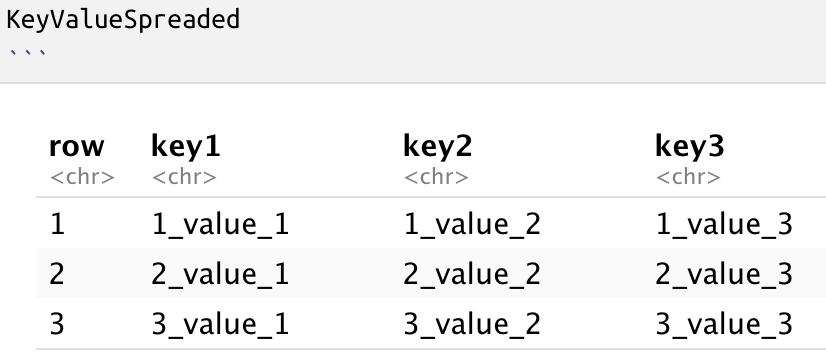 KeyValueSpreaded
```
row key1 key2 key3
<chr> <chr> <chr> <chr>
1 1_value_1 1_value_2 1_value_3
2 2_value_1 2_value_2 2_value_3
3 3_value_1 3_value_2 3_value_3